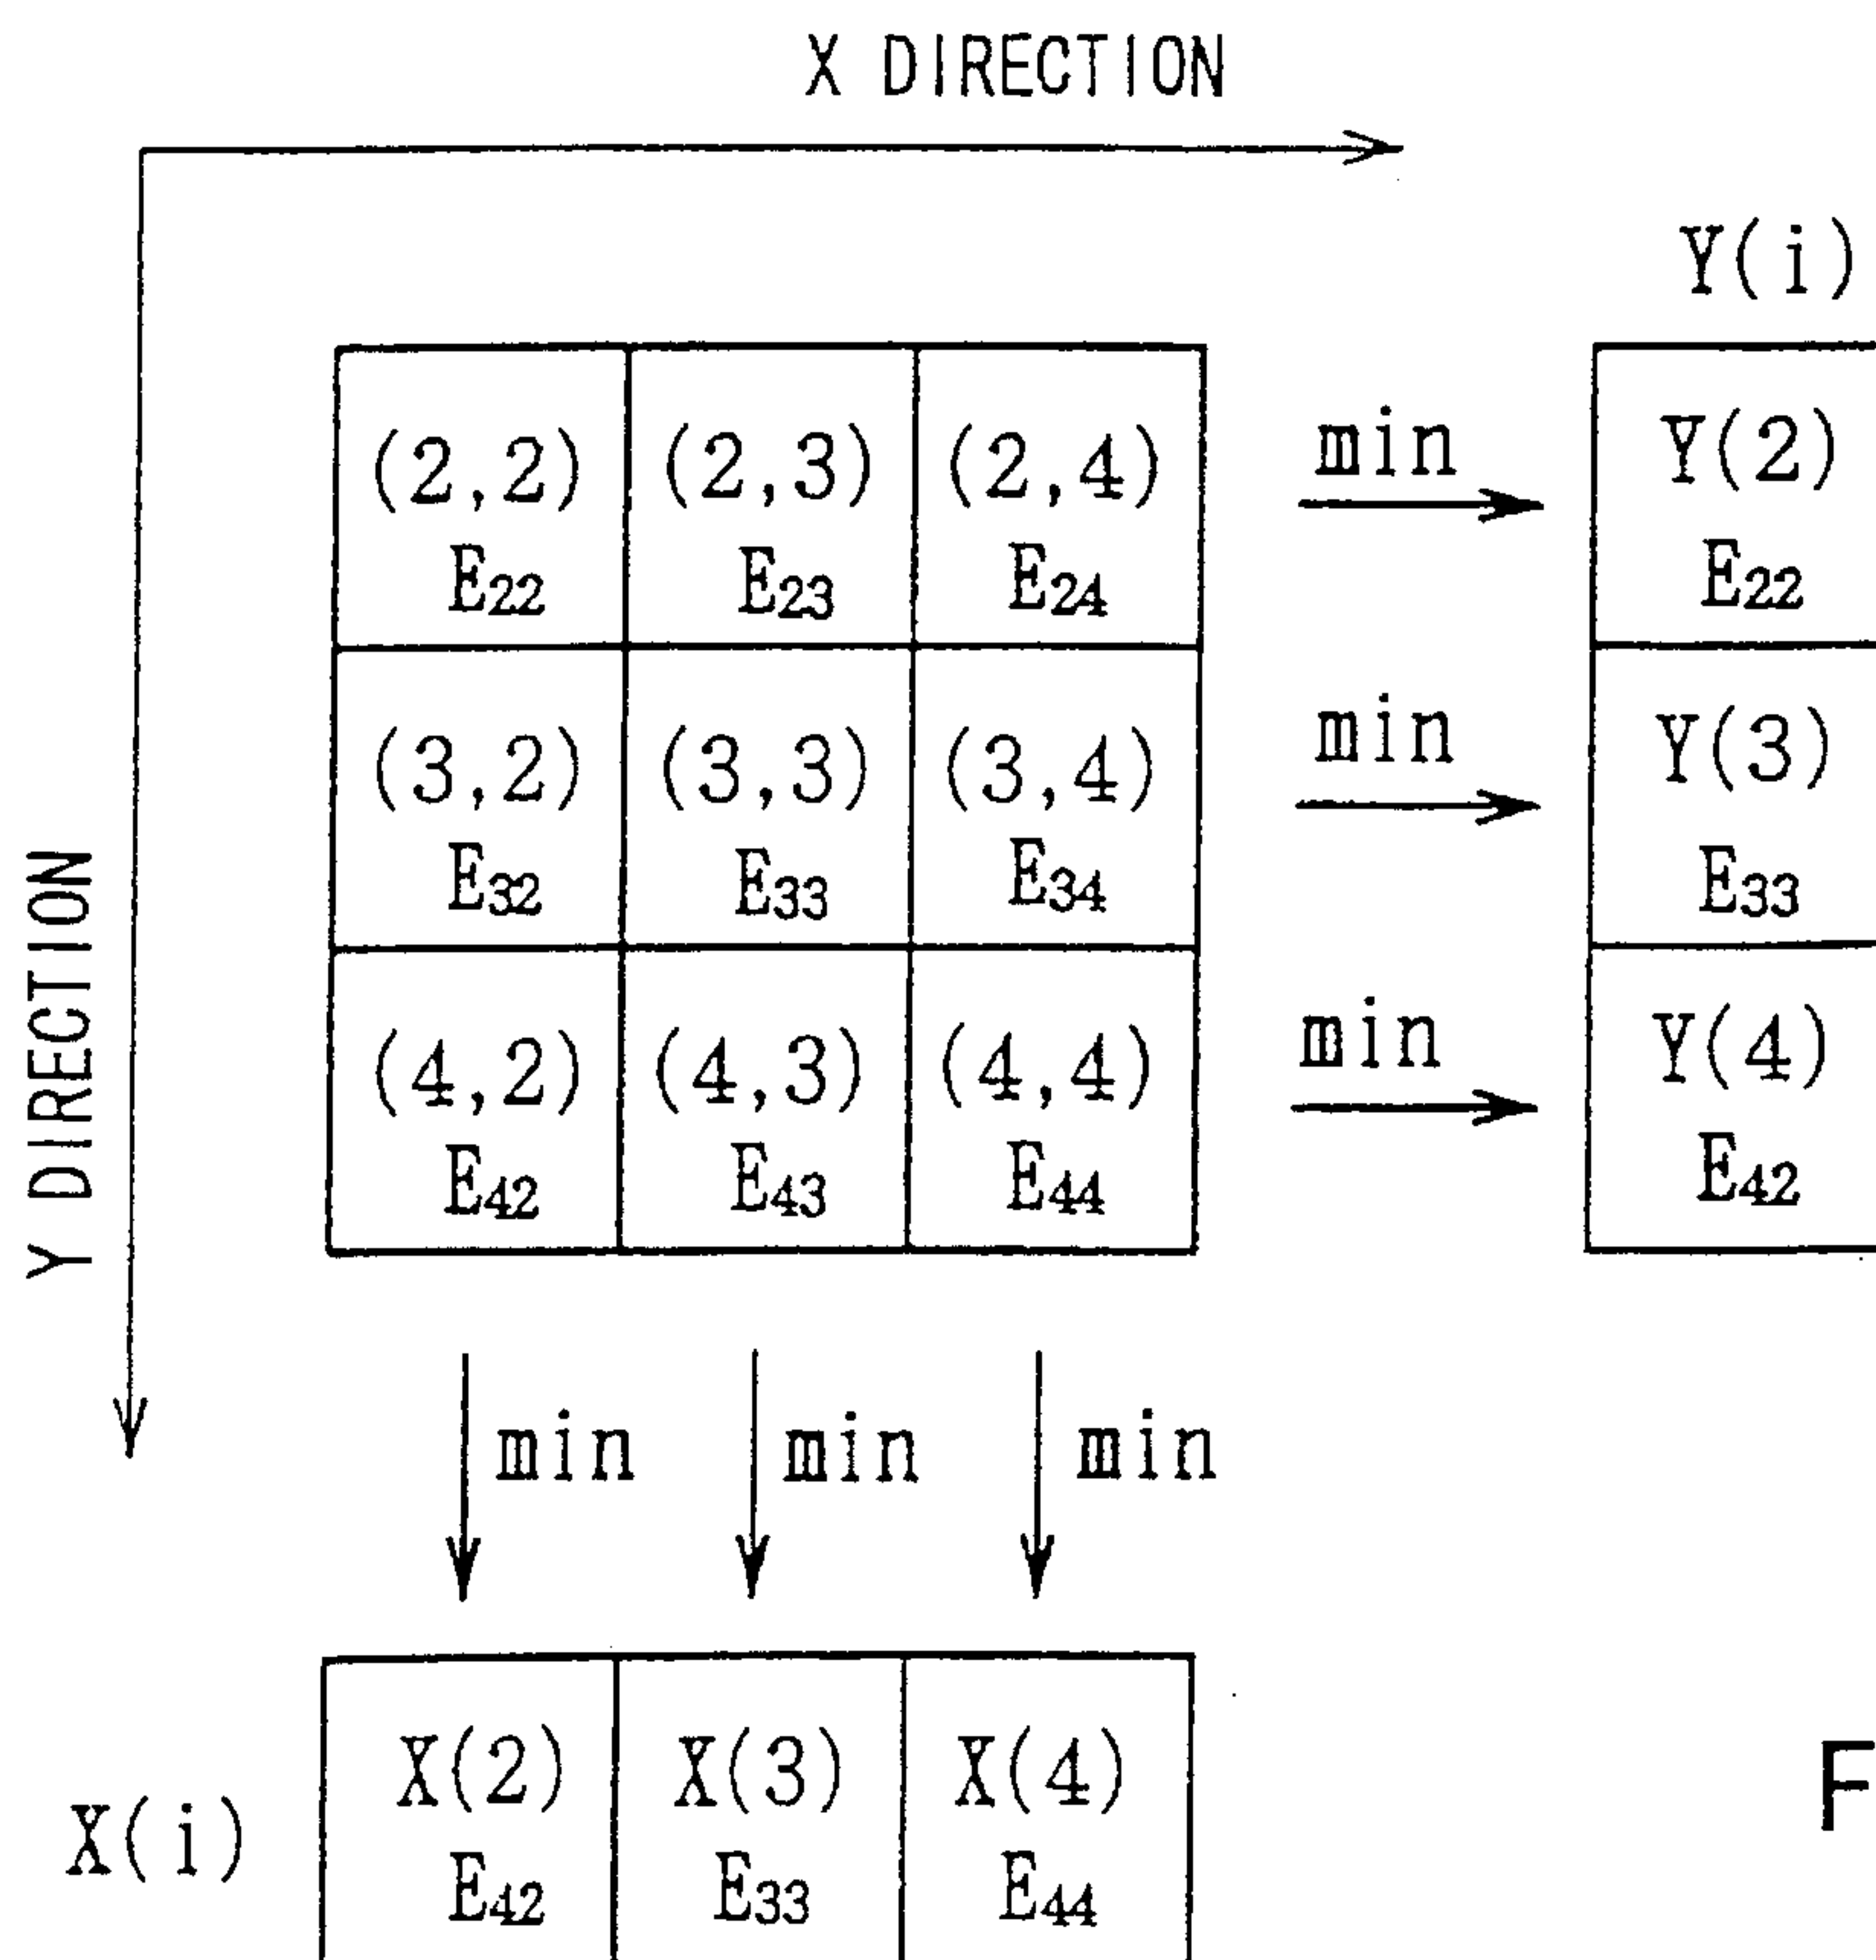 X DIRECTION
Y(i)
(2,2) (2,3) (2,4) min Y(2)
E22 E23 E24 E22
(3,2) (3,3) (3,4) min Y(3)
E32 E33 E34 E33
Y DIRECTION
(4,2) (4,3) (4,4) min Y(4)
E42 E43 E44 E42
min min min
X(2) X(3) X(4)
X(i)
E42 E33 E44
F